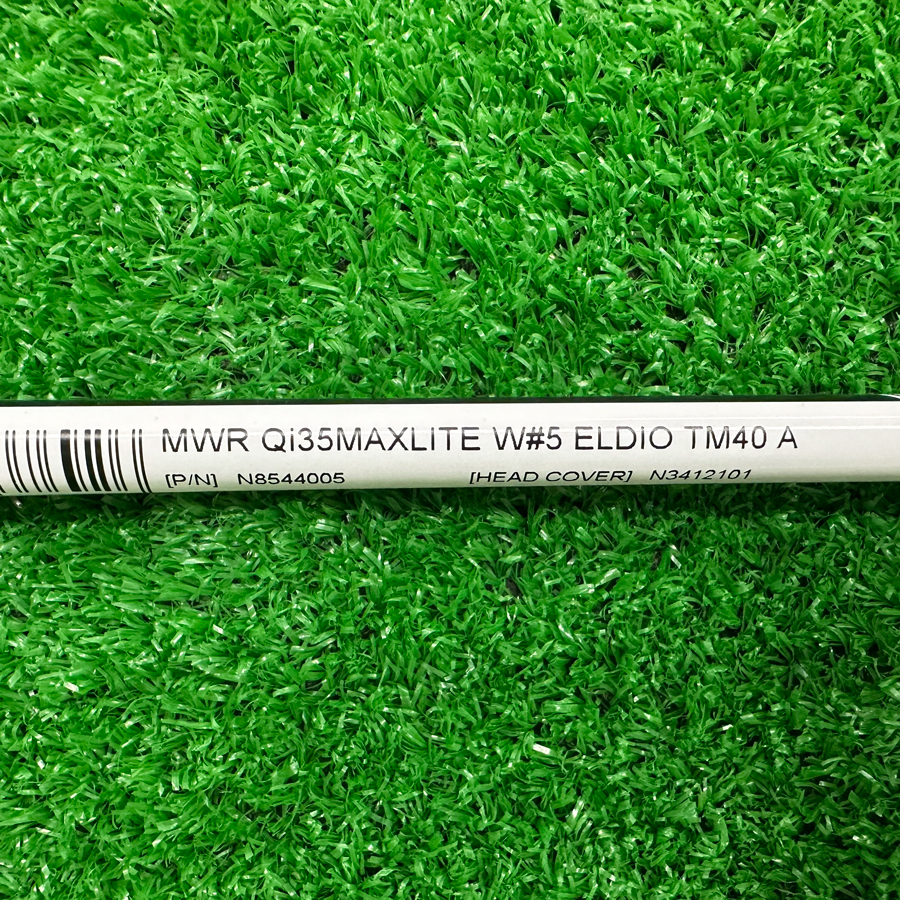 MWR Qi35MAXLITE W#5 ELDIO TM40 A
[P/N] N8544005 [HEAD COVER] N3412101